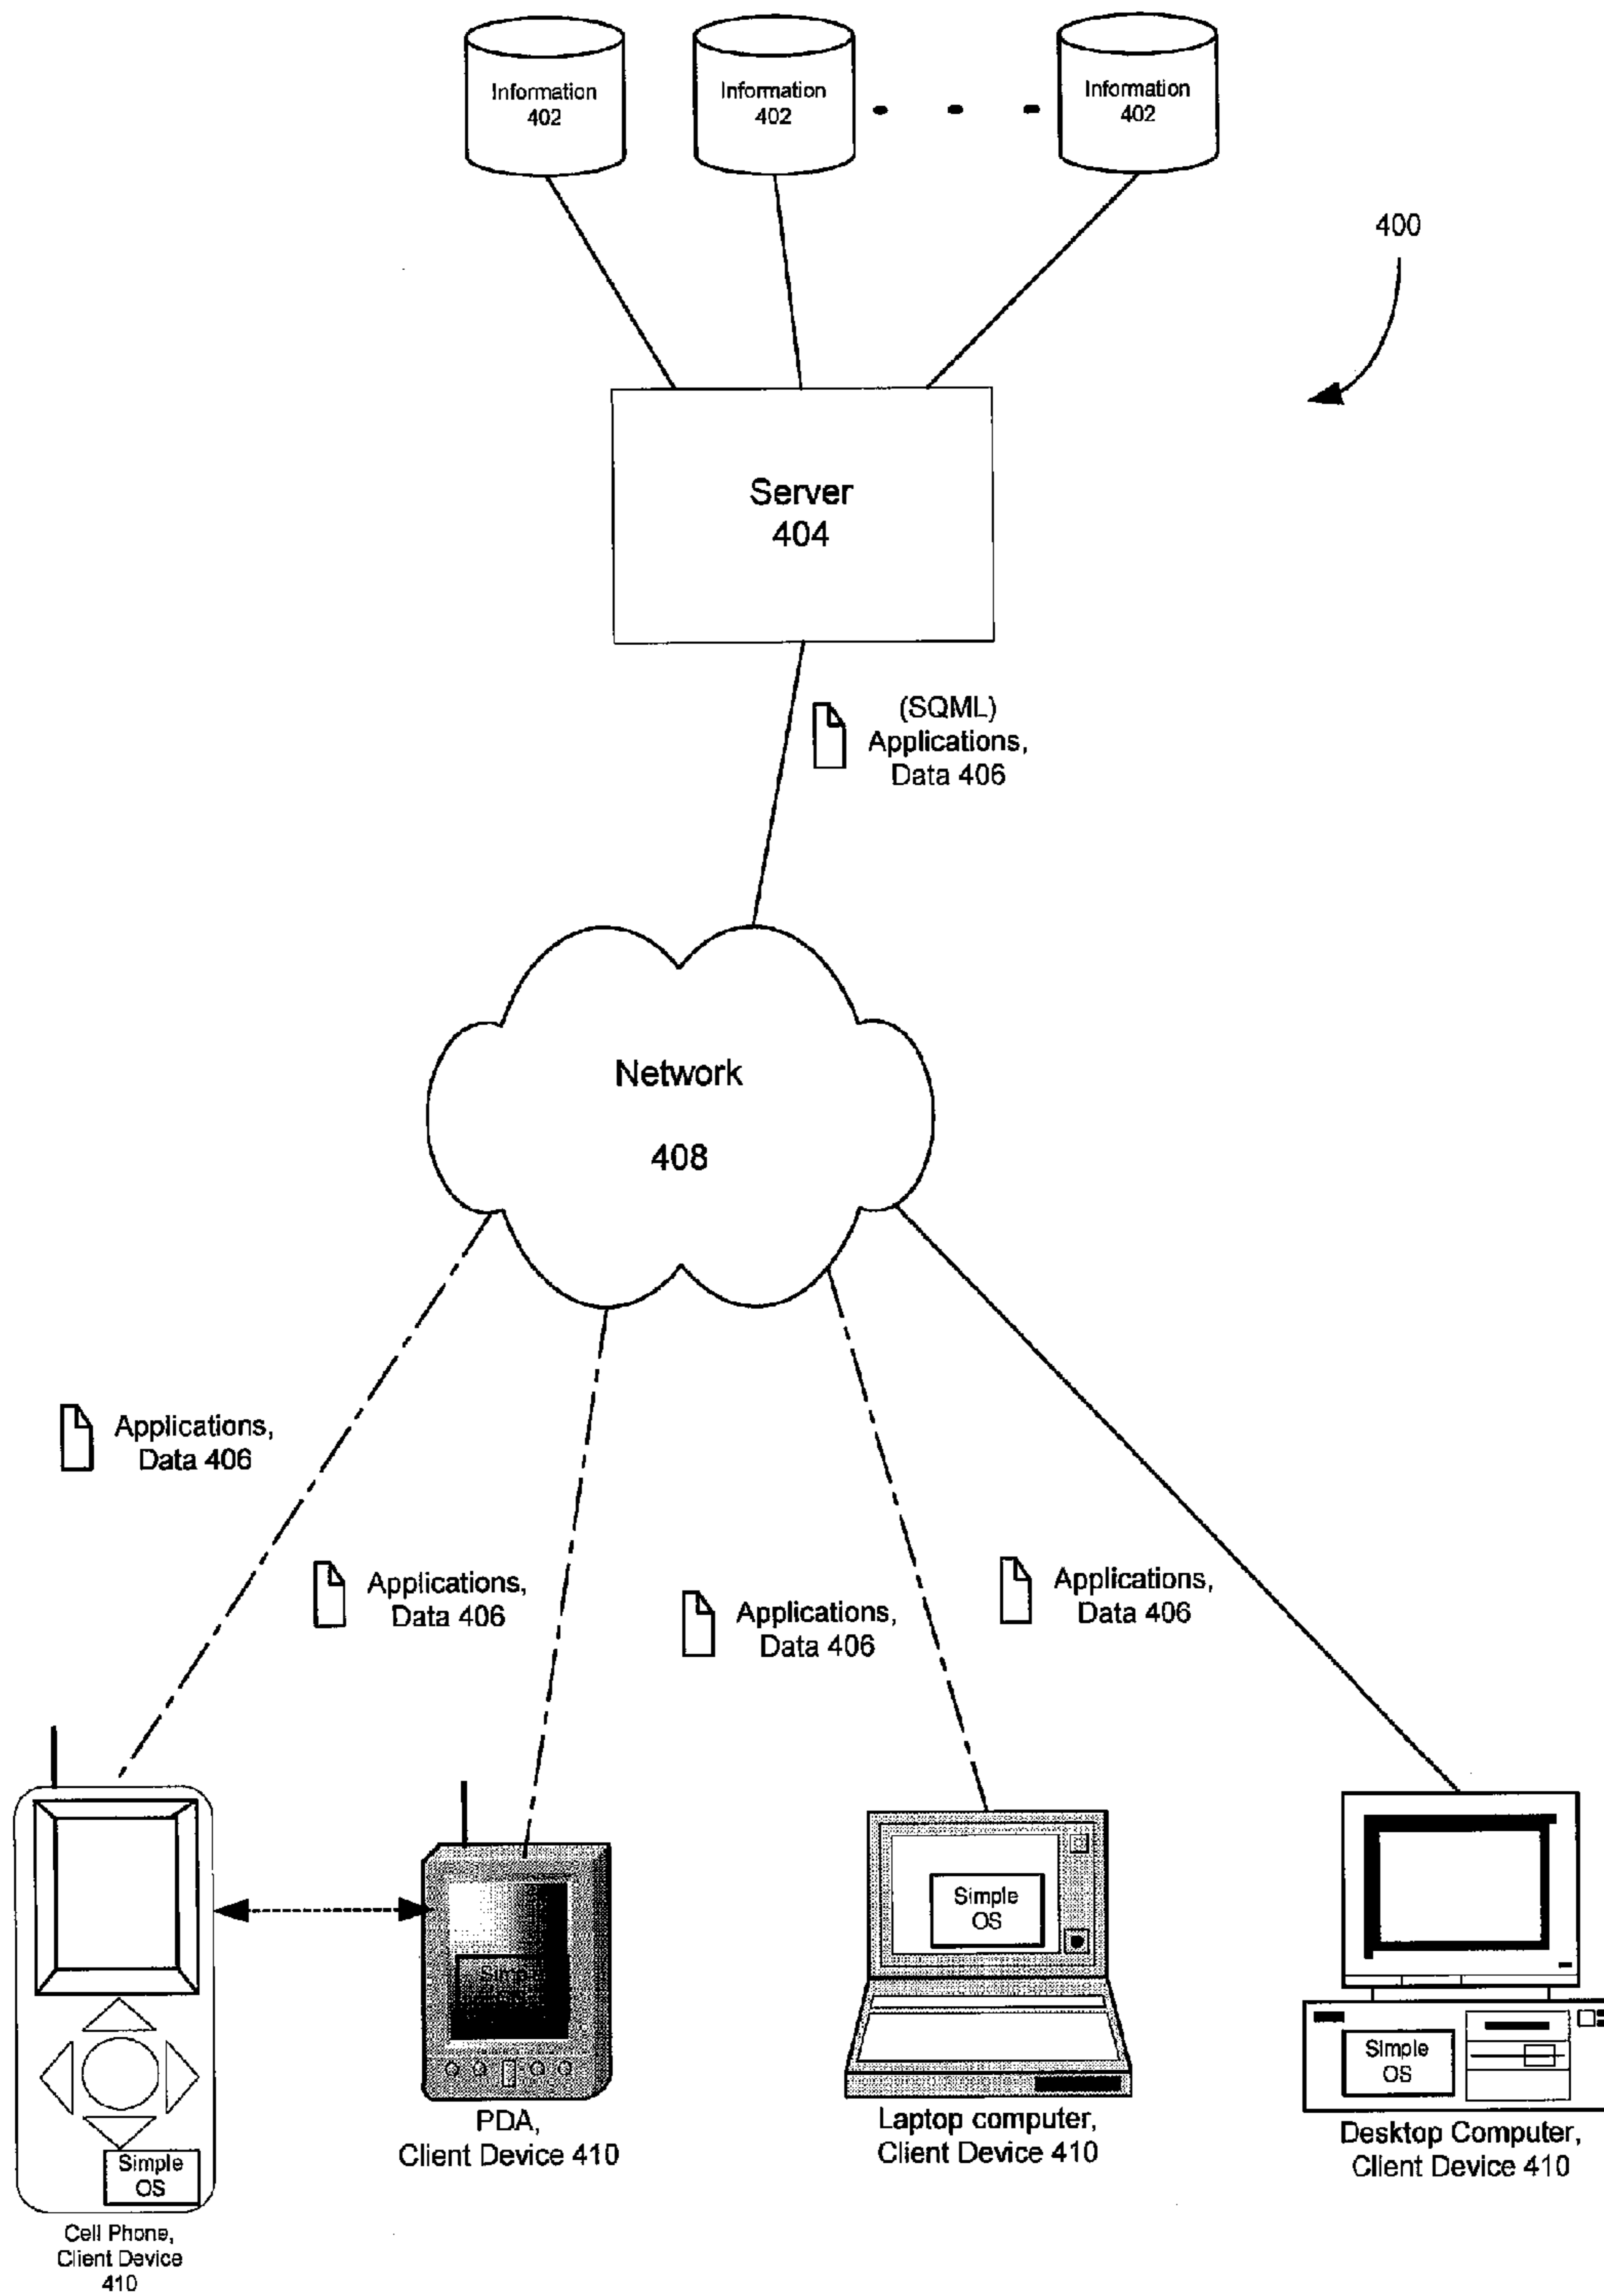 Information
402
Information
402
Information
402
400
Server
404
(SQML)
Applications,
Data 406
Network
408
Applications,
Data 406
Applications,
Data 406
Applications,
Data 406
Applications,
Data 406
Simple
OS
Simple
OS
Simple
OS
Cell Phone,
Client Device
410
PDA,
Client Device 410
Laptop computer,
Client Device 410
Desktop Computer,
Client Device 410